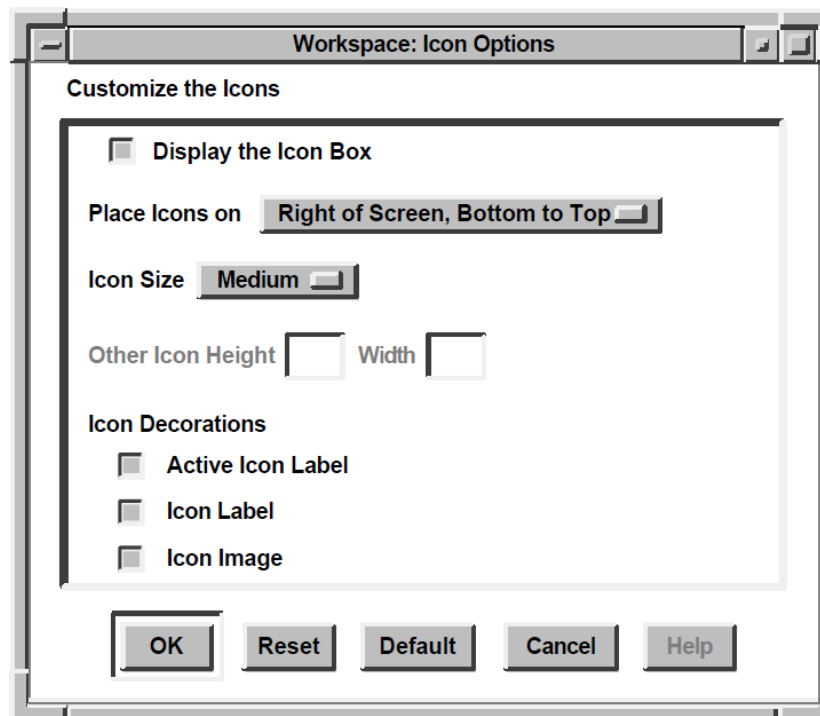 Workspace: Icon Options
Customize the Icons
Display the Icon Box
Place Icons on Right of Screen, Bottom to Top
Icon Size Medium
Other Icon Height Width
Icon Decorations
Active Icon Label
Icon Label
Icon Image
OK Reset Default Cancel Help